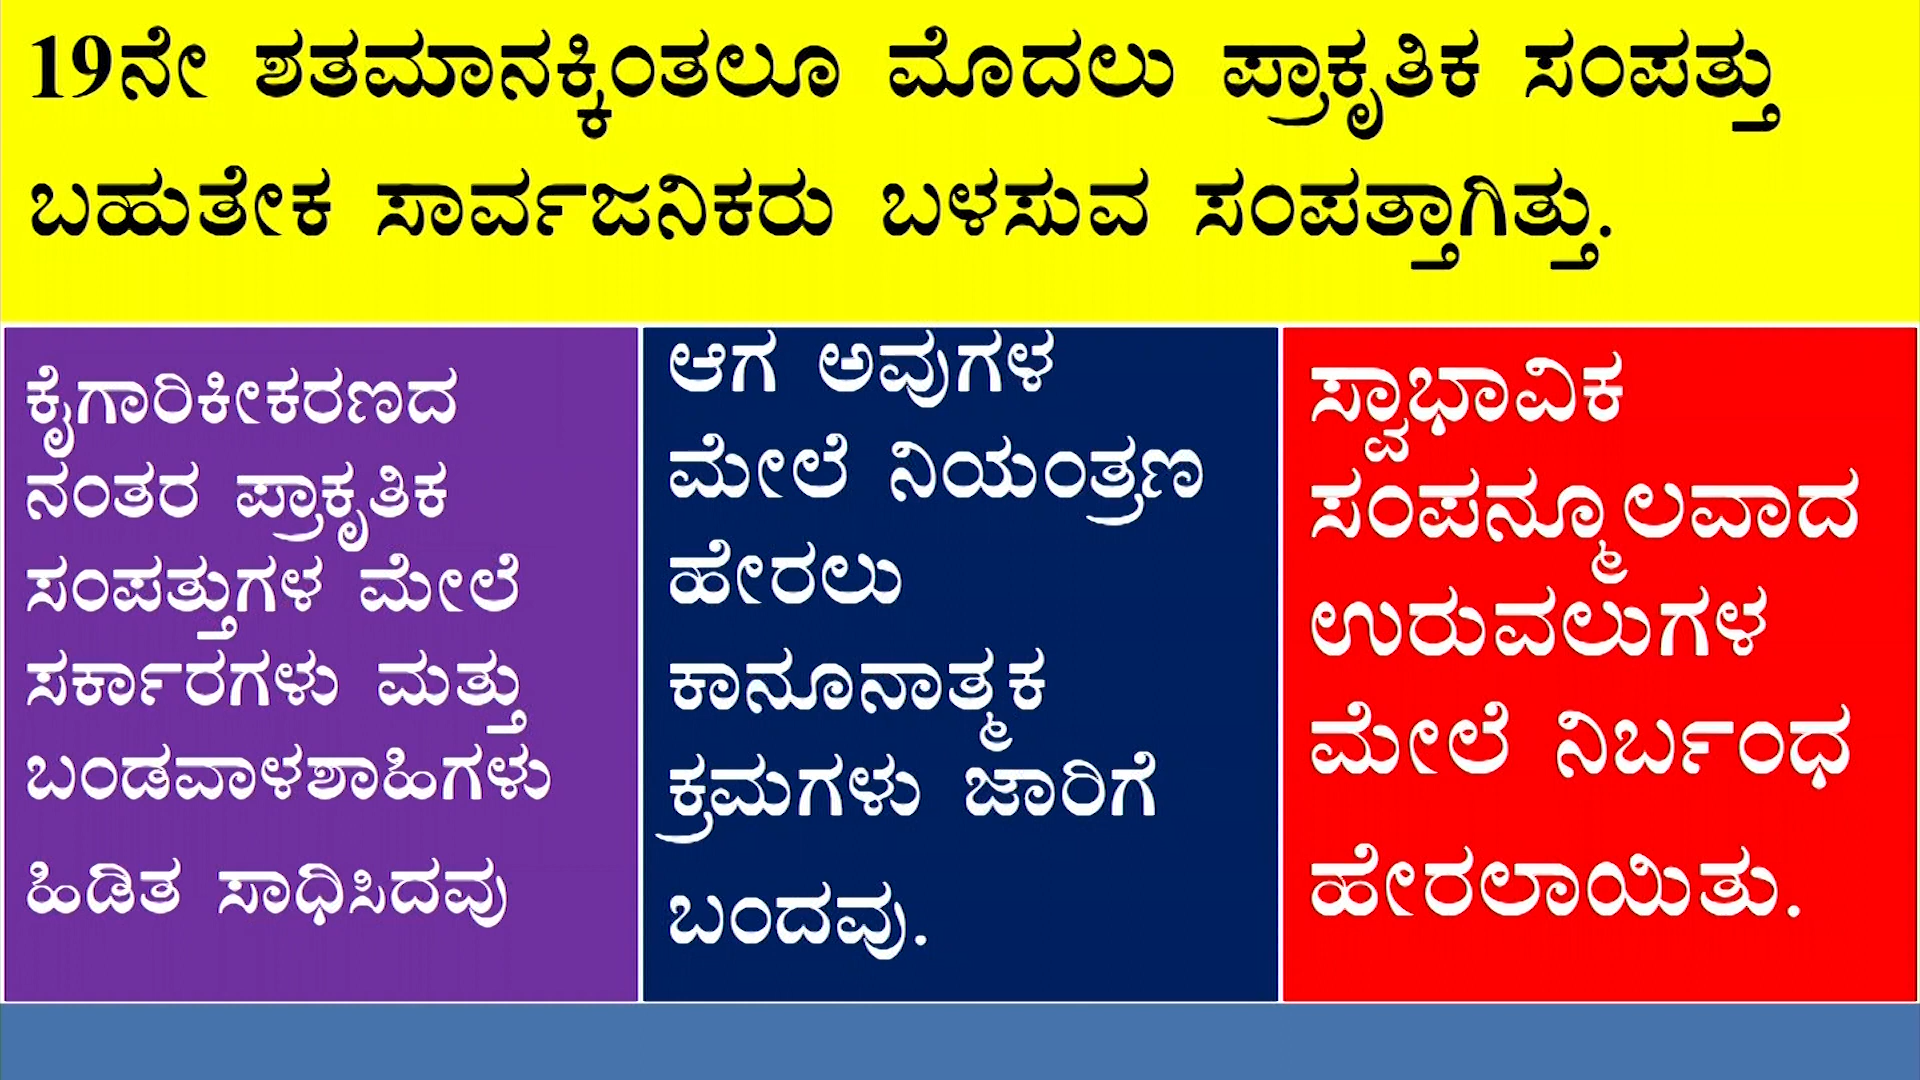 19ನೇ ಶತಮಾನಕ್ಕಿಂತಲೂ ಮೊದಲು ಪ್ರಾಕೃತಿಕ ಸಂಪತ್ತು
ಬಹುತೇಕ ಸಾರ್ವಜನಿಕರು ಬಳಸುವ ಸಂಪತ್ತಾಗಿತ್ತು.
ಕೈಗಾರಿಕೀಕರಣದ
ನಂತರ ಪ್ರಾಕೃತಿಕ
ಸಂಪತ್ತುಗಳ ಮೇಲೆ
ಸರ್ಕಾರಗಳು ಮತ್ತು
ಬಂಡವಾಳಶಾಹಿಗಳು
ಹಿಡಿತ ಸಾಧಿಸಿದವು
ಆಗ ಅವುಗಳ
ಮೇಲೆ ನಿಯಂತ್ರಣ
ಹೇರಲು
ಕಾನೂನಾತ್ಮಕ
ಕ್ರಮಗಳು ಜಾರಿಗೆ
ಬಂದವು.
ಸ್ವಾಭಾವಿಕ
ಸಂಪನ್ಮೂಲವಾದ
ಉರುವಲುಗಳ
ಮೇಲೆ ನಿರ್ಬಂಧ
ಹೇರಲಾಯಿತು.